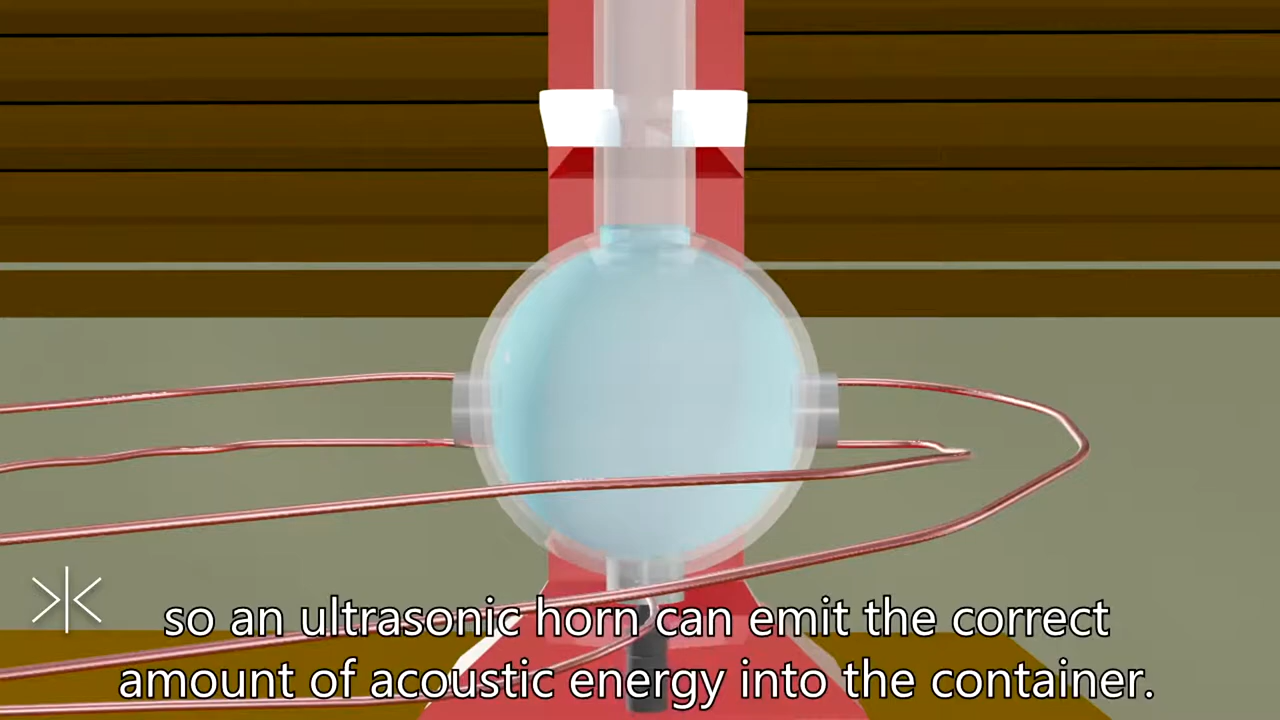 so an ultrasonic horn can emit the correct
amount of acoustic energy into the container.